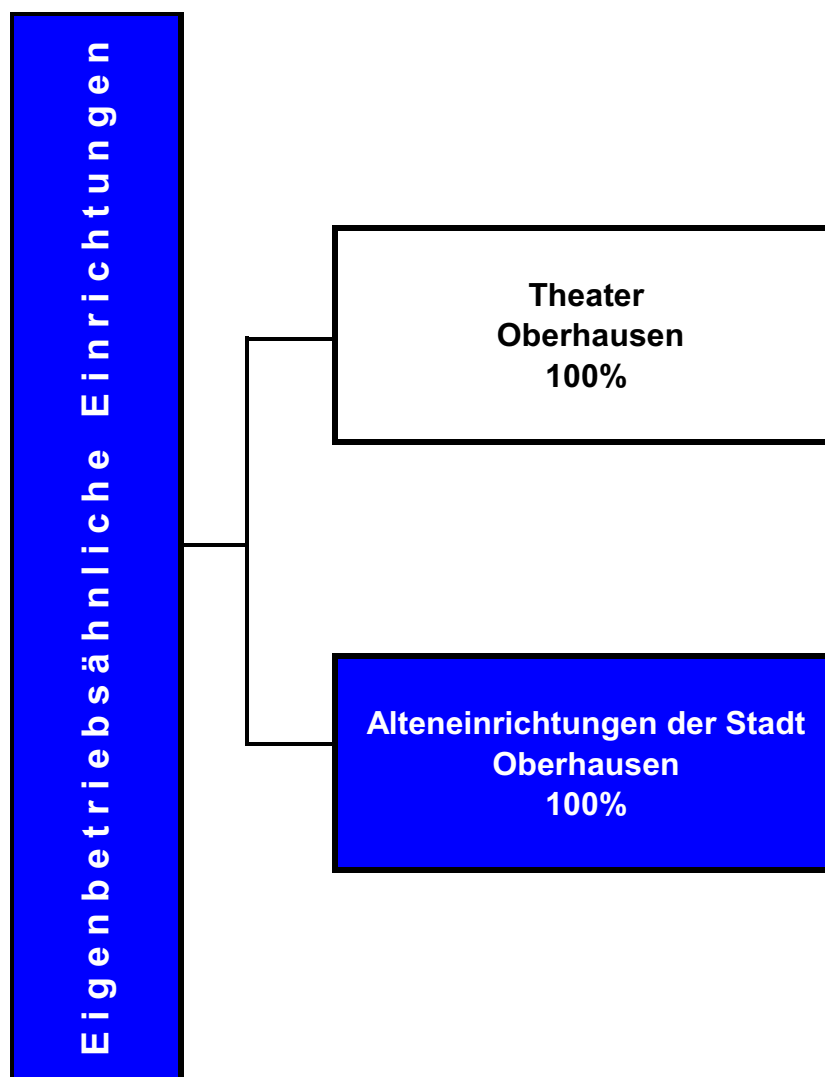 Eigenbetriebsähnliche Einrichtungen
Theater
Oberhausen
100%
Alteneinrichtungen der Stadt
Oberhausen
100%